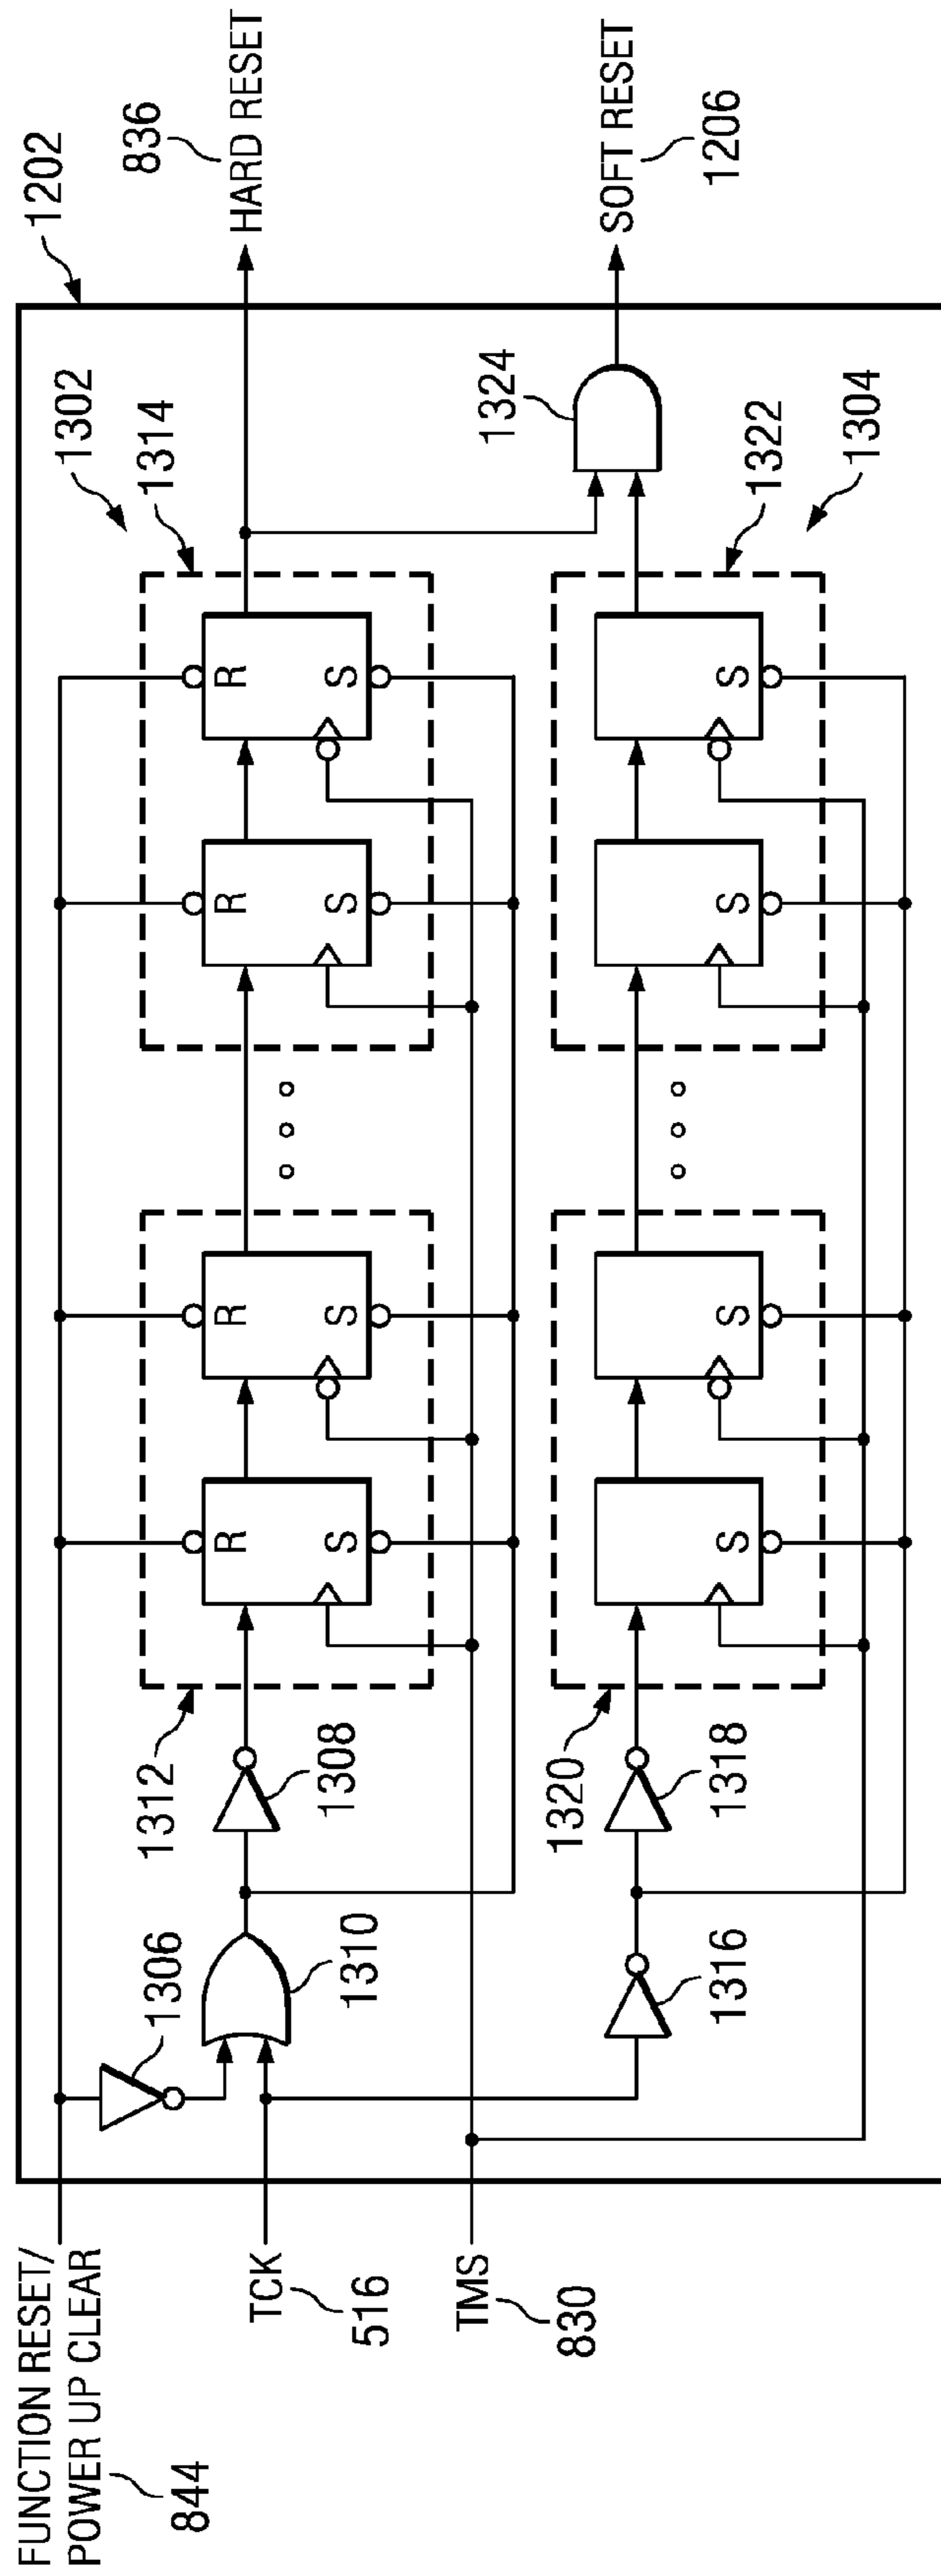 FUNCTION RESET/
POWER UP CLEAR
844
TCK
516
TMS
830
1306
1310
1316
1312
1308
1320
1318
R
S
R
S
S
S
R
S
R
S
S
S
1302
1314
1324
1322
1304
1202
836
HARD RESET
SOFT RESET
1206